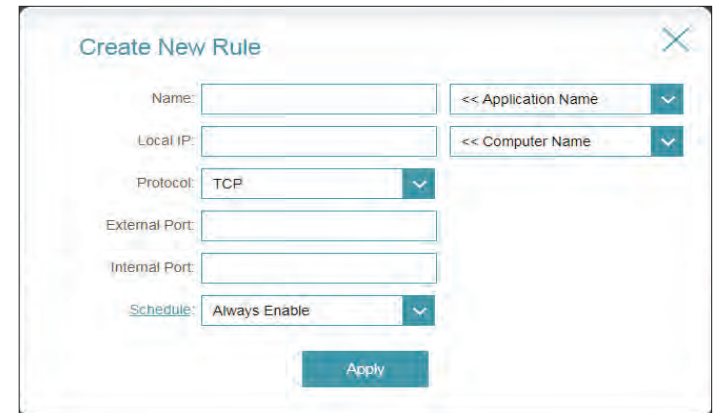 Create New Rule
Name: << Application Name
Local IP: << Computer Name
Protocol: TCP
External Port:
Internal Port:
Schedule: Always Enable
Apply